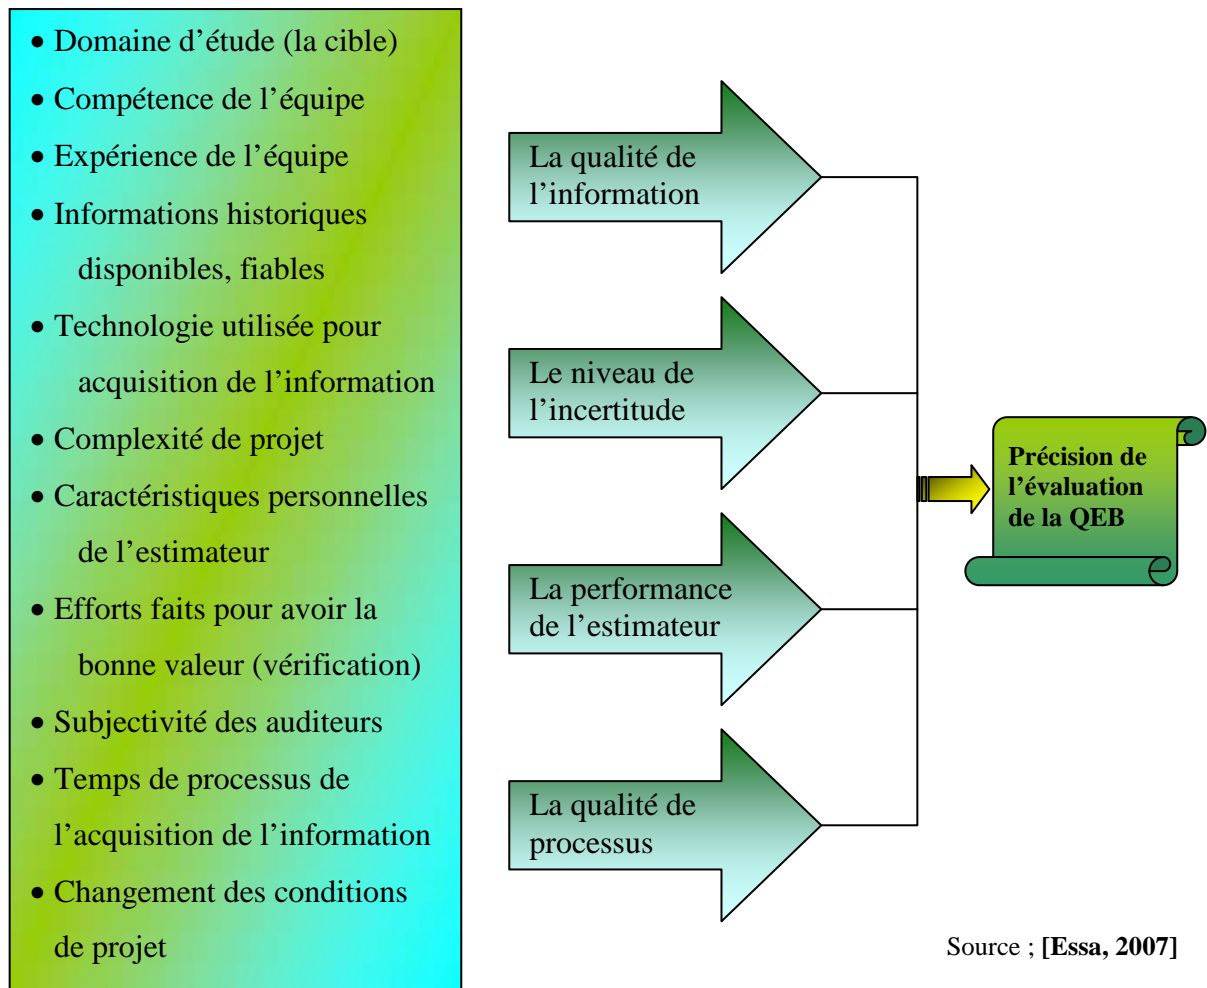 • Domaine d’étude (la cible)
• Compétence de l’équipe
• Expérience de l’équipe
• Informations historiques
disponibles, fiables
• Technologie utilisée pour
acquisition de l’information
• Complexité de projet
• Caractéristiques personnelles
de l’estimateur
• Efforts faits pour avoir la
bonne valeur (vérification)
• Subjectivité des auditeurs
• Temps de processus de
l’acquisition de l’information
• Changement des conditions
de projet
La qualité de
l’information
Le niveau de
l’incertitude
La performance
de l’estimateur
La qualité de
processus
Précision de
l’évaluation
de la QEB
Source ; [Essa, 2007]